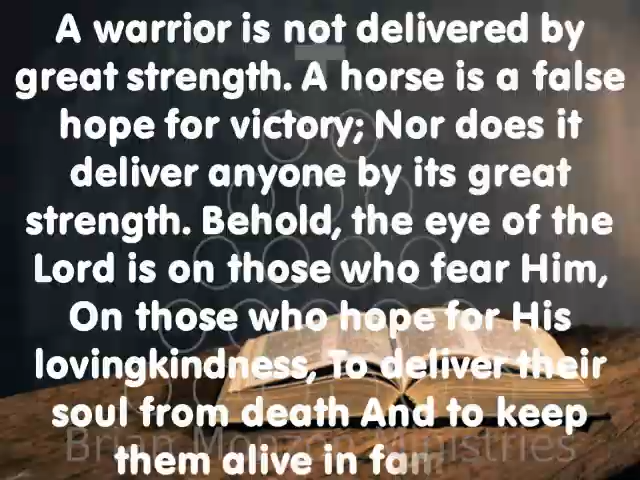 A warrior is not delivered by
great strength. A horse is a false
hope for victory; Nor does it
deliver anyone by its great
strength. Behold, the eye of the
Lord is on those who fear Him,
On those who hope for His
lovingkindness, To deliver their
soul from death And to keep
Brian Monzon Ministries
them alive in fam